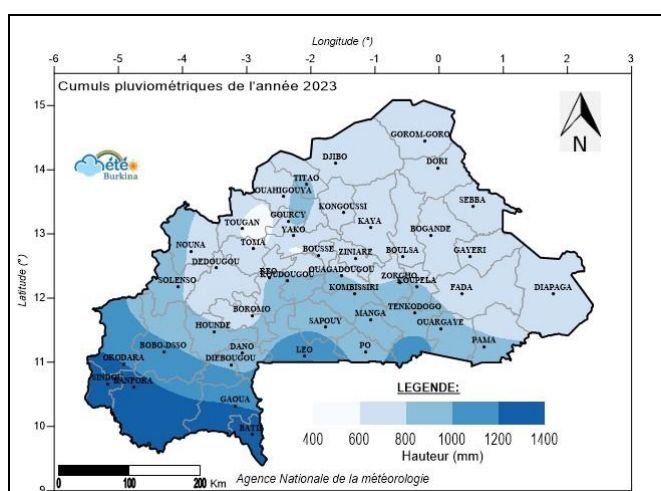 Longitude (°)
-6 -5 -4 -3 -2 -1 0 1 2 3
Cumuls pluviométriques de l'année 2023
15
GOROM-GORO
N
météo
Burkina
DJIBO
DORI
14
TITAO
OUAHIGOUYA
SEBBA
KONGOUSSI
GOURCY
TOUGAN
KAYA
13
YAKO
BOGANDE
NOUNA
TOMA
BOUSSE
ZINIARE
BOULSA
GAYERI
DEDOUGOU
OUAGADOUGOU
KOUDOUGOU
ZORGHO
SOLENSO
KOUPELA
KOMBISSIRI
FADA
DIAPAGA
12
Latitude (°)
BOROMO
TENKODOGO
MANGA
HOUNDE
SAPOUY
OUARGAYE
BOBO-DSSO
DANO
LEO
PO
PAMA
ORODARA
DIEBOUGOU
11
SINDOU
BANFORA
LEGENDE:
GAOUA
10
BATIE
400 600 800 1000 1200 1400
Hauteur (mm)
0 100 200 Km
Agence Nationale de la météorologie
9